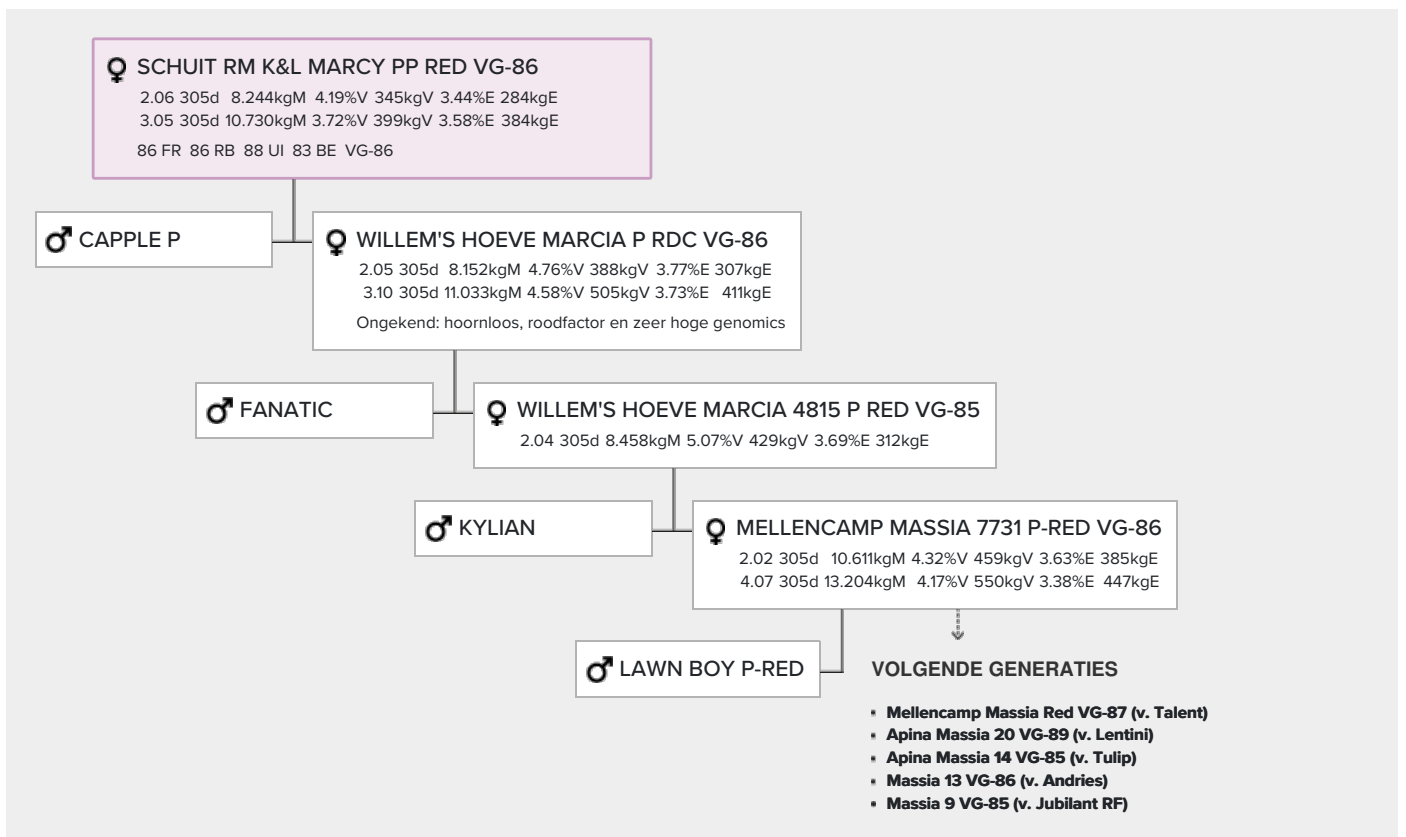 SCHUIT RM K&L MARCY PP RED VG-86
2.06 305d 8.244kgM 4.19%V 345kgV 3.44%E 284kgE
3.05 305d 10.730kgM 3.72%V 399kgV 3.58%E 384kgE
86 FR 86 RB 88 UI 83 BE VG-86
CAPPLE P
WILLEM'S HOEVE MARCIA P RDC VG-86
2.05 305d 8.152kgM 4.76%V 388kgV 3.77%E 307kgE
3.10 305d 11.033kgM 4.58%V 505kgV 3.73%E 411kgE
Ongekend: hoornloos, roodfactor en zeer hoge genomics
FANATIC
WILLEM'S HOEVE MARCIA 4815 P RED VG-85
2.04 305d 8.458kgM 5.07%V 429kgV 3.69%E 312kgE
KYLIAN
MELLENCAMP MASSIA 7731 P-RED VG-86
2.02 305d 10.611kgM 4.32%V 459kgV 3.63%E 385kgE
4.07 305d 13.204kgM 4.17%V 550kgV 3.38%E 447kgE
LAWN BOY P-RED
VOLGENDE GENERATIES
• Mellencamp Massia Red VG-87 (v. Talent)
• Apina Massia 20 VG-89 (v. Lentini)
• Apina Massia 14 VG-85 (v. Tulip)
• Massia 13 VG-86 (v. Andries)
• Massia 9 VG-85 (v. Jubilant RF)